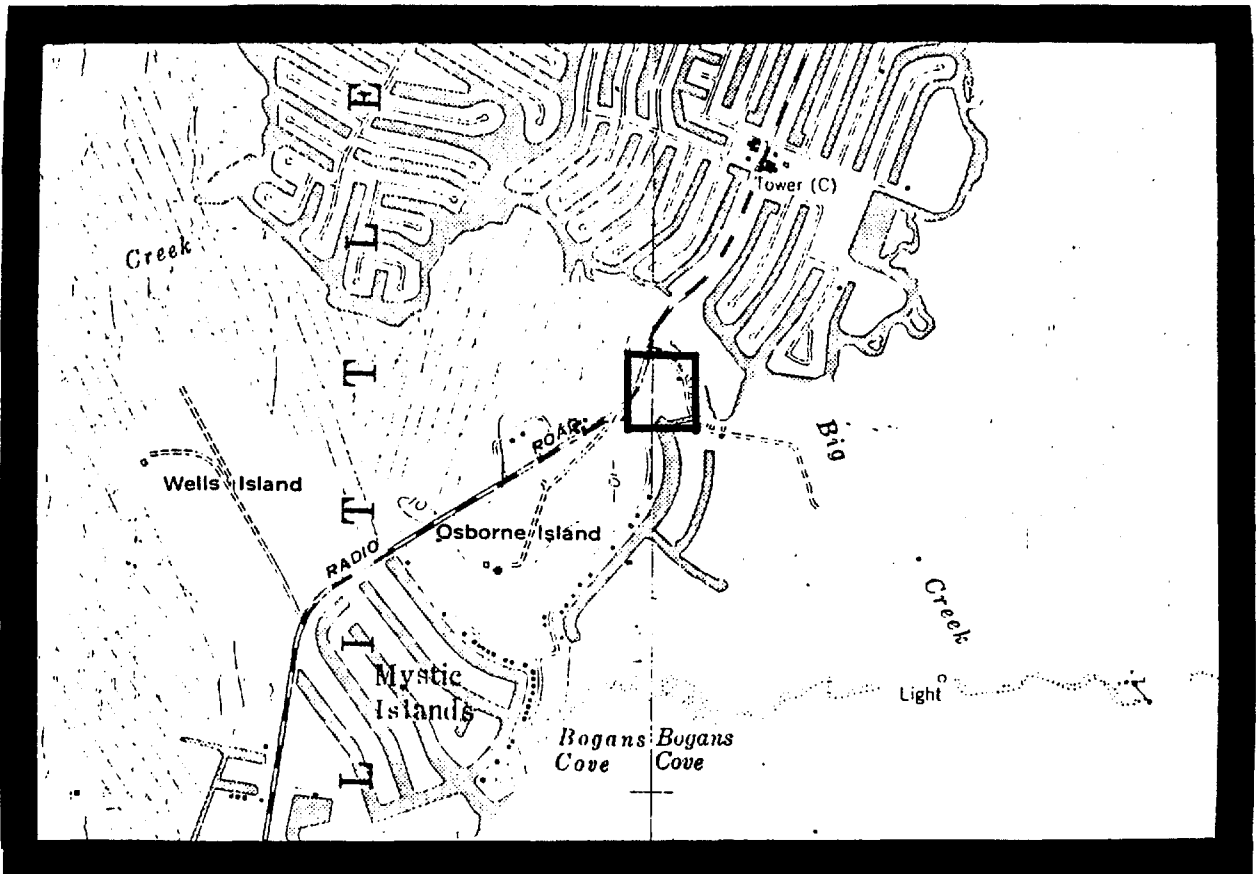 E
Tower (C)
Creek
L
T
Big
ROAD
Wells Island
T
Osborne Island
RADIO
Creek
I
Mystic
Islands
Light
Bogans
Cove
Bogans
Cove
L